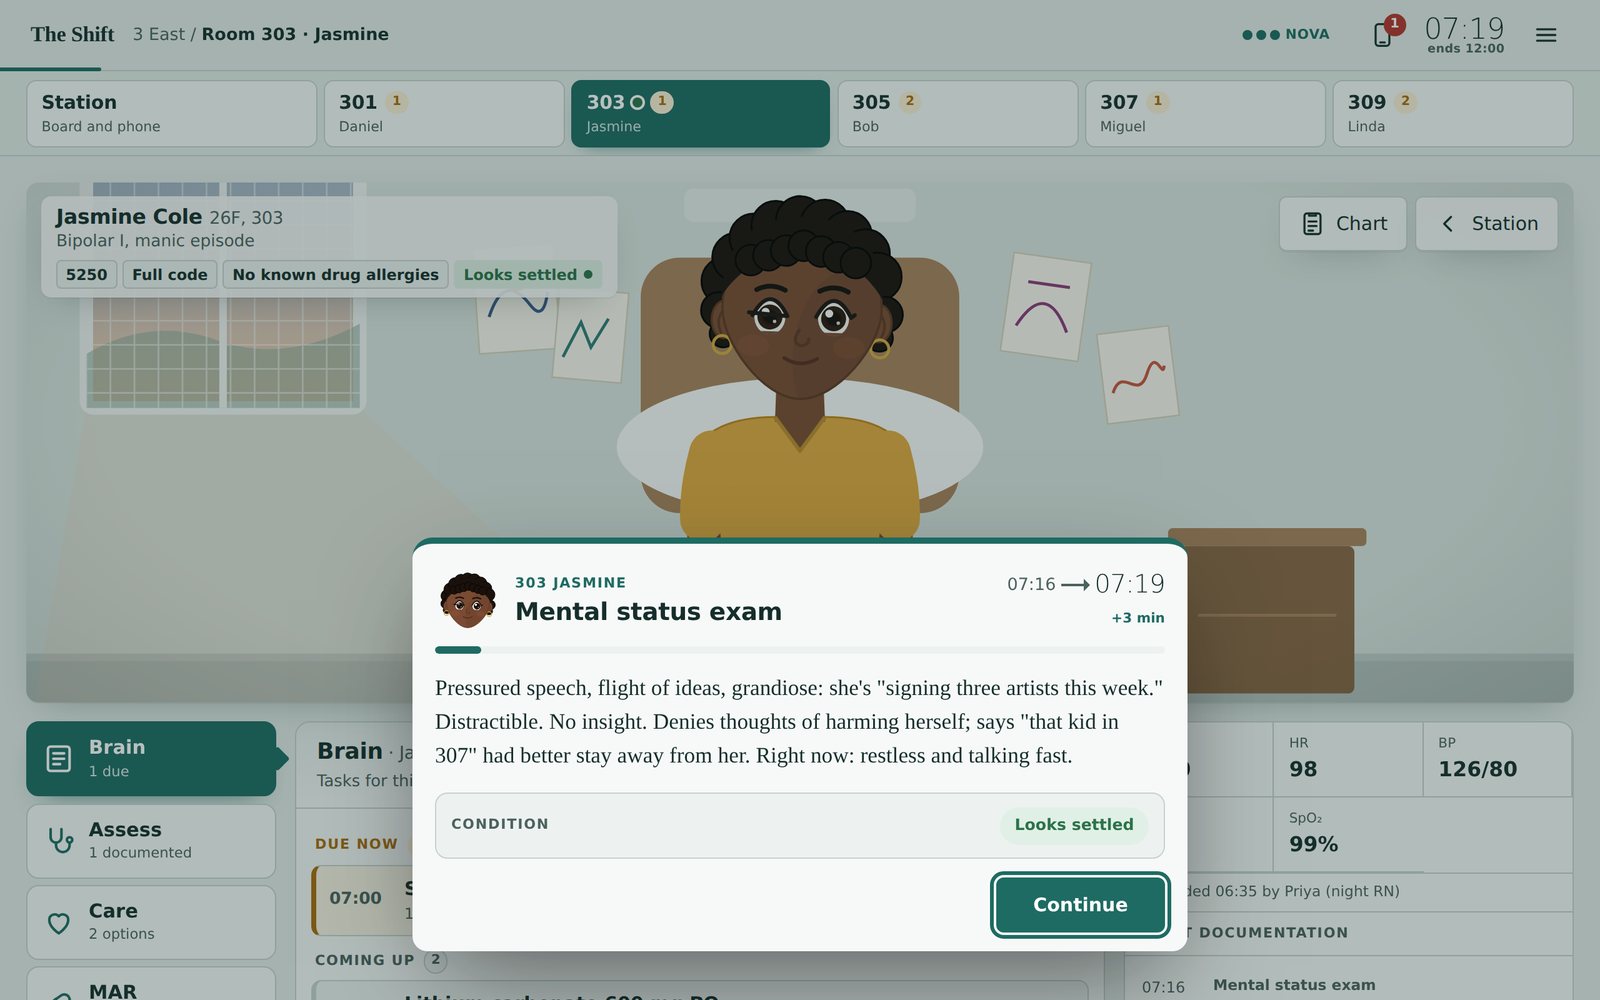 The Shift 3 East / Room 303 · Jasmine
NOVA
1
07:19
ends 12:00
Station
Board and phone
301 1
Daniel
303 1
Jasmine
305 2
Bob
307 1
Miguel
309 2
Linda
Jasmine Cole 26F, 303
Bipolar I, manic episode
5250 Full code No known drug allergies Looks settled
Chart
Station
303 JASMINE
Mental status exam
07:16 07:19
+3 min
Pressured speech, flight of ideas, grandiose: she's "signing three artists this week."
Distractible. No insight. Denies thoughts of harming herself; says "that kid in
307" had better stay away from her. Right now: restless and talking fast.
CONDITION
Looks settled
Continue
Brain
1 due
Assess
1 documented
Care
2 options
MAR
Brain · Ja
Tasks for thi
DUE NOW
07:00
COMING UP 2
Lithium carbonate 600 mg PO
HR
98
BP
126/80
SpO₂
99%
06:35 by Priya (night RN)
DOCUMENTATION
07:16 Mental status exam